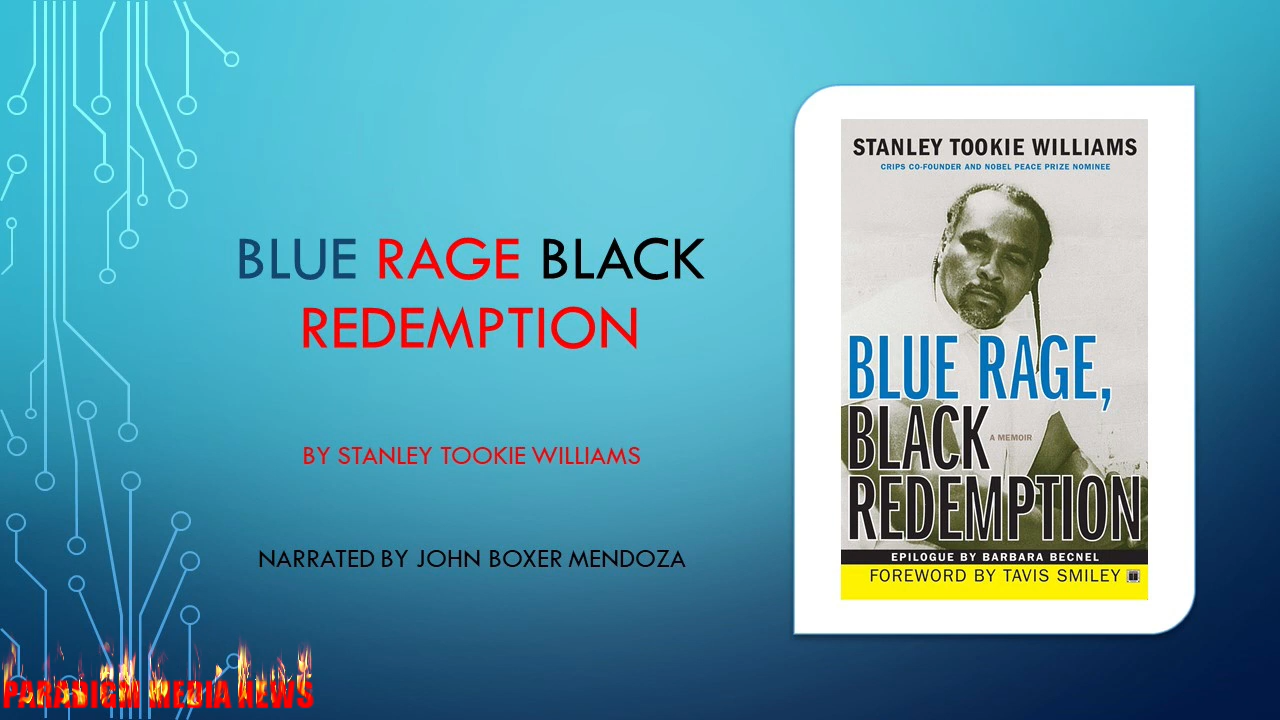 BLUE RAGE BLACK
REDEMPTION
BY STANLEY TOOKIE WILLIAMS
NARRATED BY JOHN BOXER MENDOZA
STANLEY TOOKIE WILLIAMS
CRIPS CO-FOUNDER AND NOBEL PEACE PRIZE NOMINEE
BLUE RAGE,
BLACK
A MEMOIR
REDEMPTION
EPILOGUE BY BARBARA BECNEL
FOREWORD BY TAVIS SMILEY
PARADIGM MEDIA NEWS